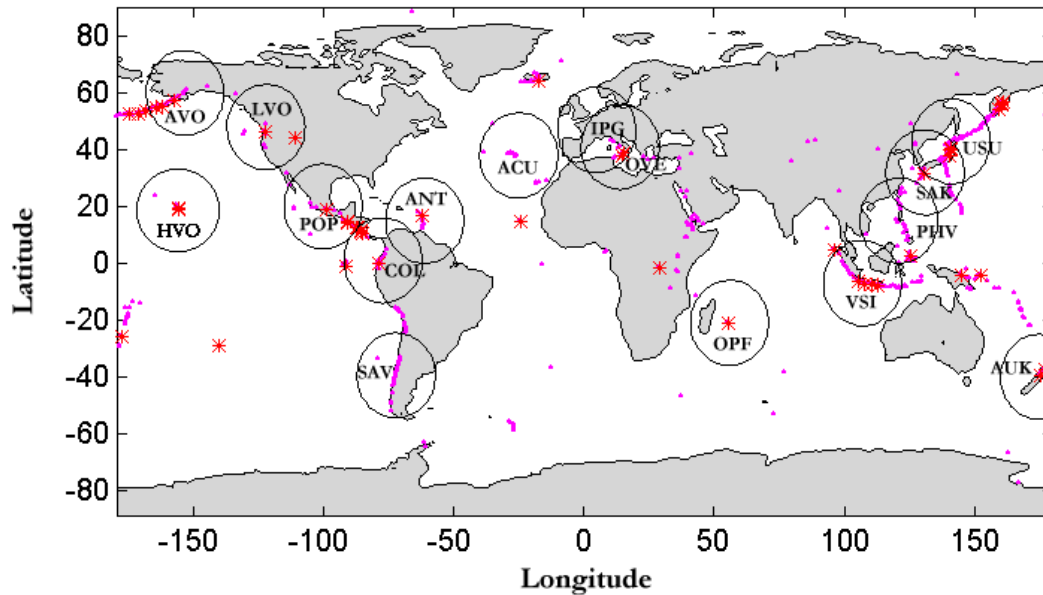 80
60
40
20
0
-20
-40
-60
-80
Latitude
-150
-100
-50
0
50
100
150
Longitude
AVO
LVO
HVO
POP
ANT
COL
SAV
ACU
IPG
OVE
OPF
USU
SAK
PHV
VSI
AUK